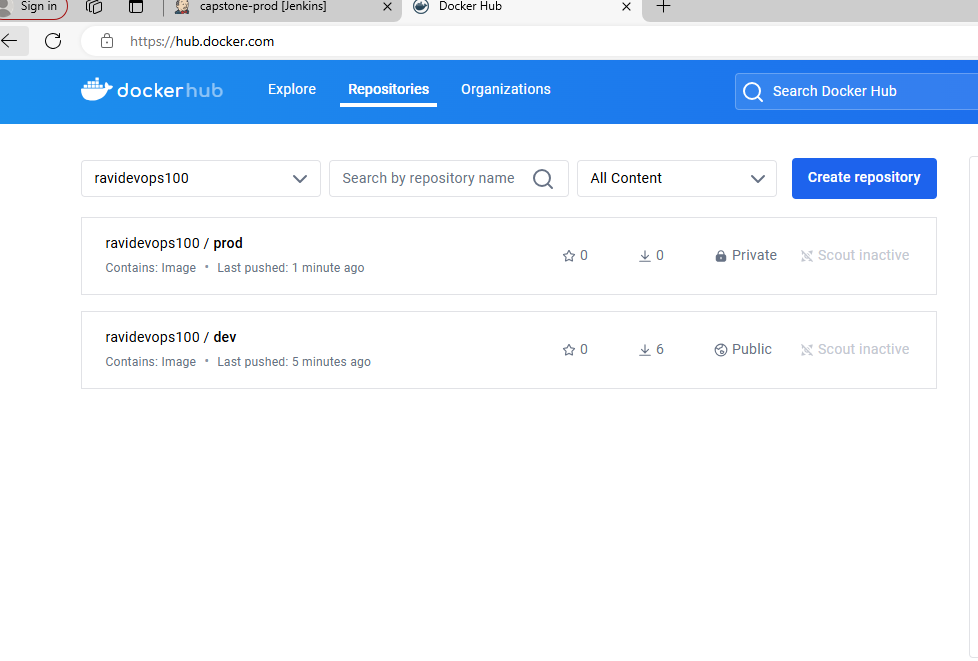 Sign in
capstone-prod [Jenkins]
Docker Hub
https://hub.docker.com
dockerhub
Explore
Repositories
Organizations
Search Docker Hub
ravidevops100
Search by repository name
All Content
Create repository
ravidevops100 / prod
0
0
Private
Scout inactive
Contains: Image • Last pushed: 1 minute ago
ravidevops100 / dev
0
6
Public
Scout inactive
Contains: Image • Last pushed: 5 minutes ago